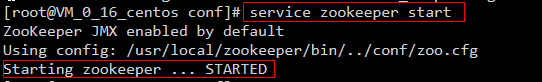 [root@VM_0_16_centos conf]# service zookeeper start
ZooKeeper JMX enabled by default
Using config: /usr/local/zookeeper/bin/../conf/zoo.cfg
Starting zookeeper ... STARTED